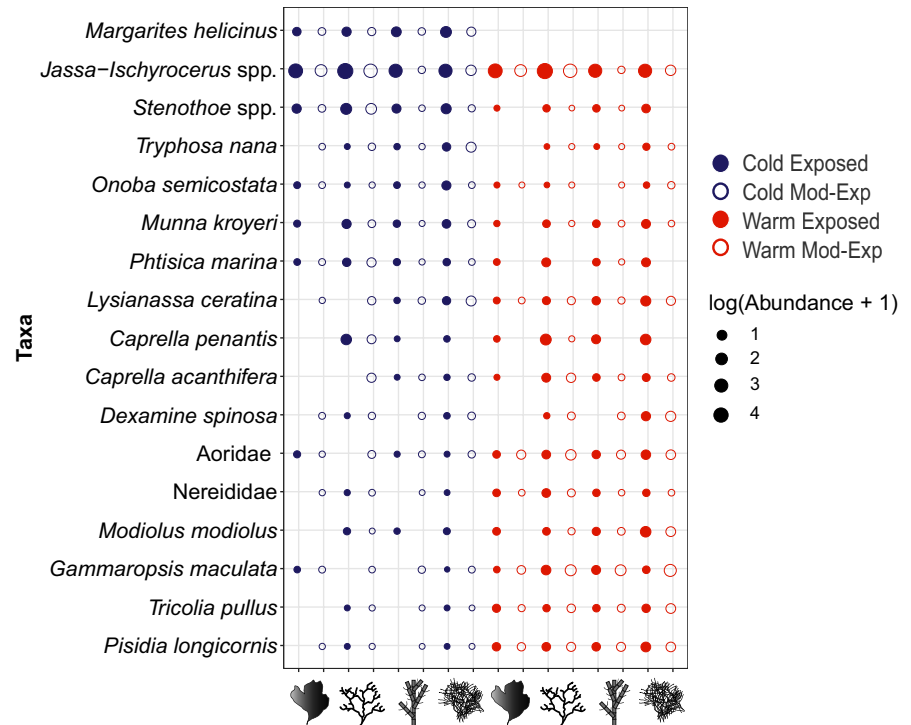 Margarites helicinus
Jassa−Ischyrocerus spp.
Stenothoe spp.
Tryphosa nana
Onoba semicostata
Munna kroyeri
Phtisica marina
Lysianassa ceratina
Caprella penantis
Caprella acanthifera
Dexamine spinosa
Aoridae
Nereididae
Modiolus modiolus
Gammaropsis maculata
Tricolia pullus
Pisidia longicornis
Taxa
Cold Exposed
Cold Mod-Exp
Warm Exposed
Warm Mod-Exp
log(Abundance + 1)
1
2
3
4